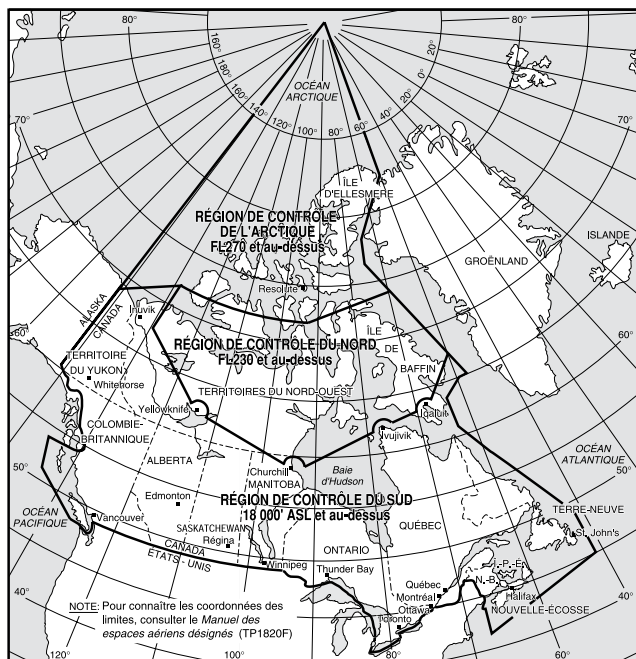 80°
80°
160°
160°
140°
140°
120°
100°
80°
60°
40°
20°
20°
0°
0°
70°
70°
OCÉAN
ARCTIQUE
80°
ÎLE
D'ELLESMERE
RÉGION DE CONTRÔLE
DE L'ARCTIQUE
FL270 et au-dessus
Resolute
GROËNLAND
ISLANDE
ALASKA
CANADA
Inuvik
60°
60°
RÉGION DE CONTRÔLE DU NORD
FL230 et au-dessus
ÎLE
DE
BAFFIN
TERRITOIRE
DU YUKON
Whitehorse
TERRITOIRES DU NORD-OUEST
Yellowknife
Iqaluit
Ivujivik
COLOMBIE-
BRITANNIQUE
ALBERTA
Churchill
MANITOBA
Baie
d'Hudson
OCÉAN
ATLANTIQUE
50°
50°
Edmonton
RÉGION DE CONTRÔLE DU SUD
18 000' ASL et au-dessus
OCÉAN
PACIFIQUE
Vancouver
SASKATCHEWAN
Régina
QUÉBEC
TERRE-NEUVE
St. John's
CANADA
ÉTATS - UNIS
Winnipeg
ONTARIO
Thunder Bay
Î.-P.-É.
N.-B.
Québec
Montréal
Ottawa
Toronto
Halifax
NOUVELLE-ÉCOSSE
40°
40°
NOTE: Pour connaître les coordonnées des
limites, consulter le Manuel des
espaces aériens désignés (TP1820F)
120°
110°
100°
90°
80°
70°
60°